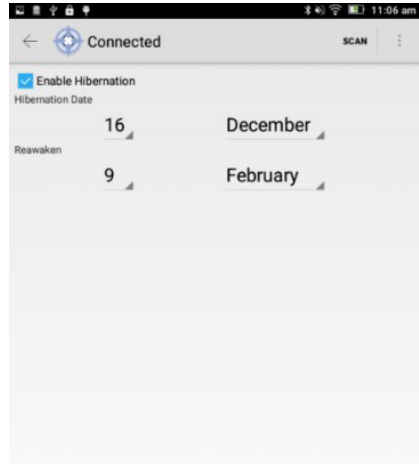 11:06 am
Connected SCAN
Enable Hibernation
Hibernation Date
16 December
Reawaken
9 February